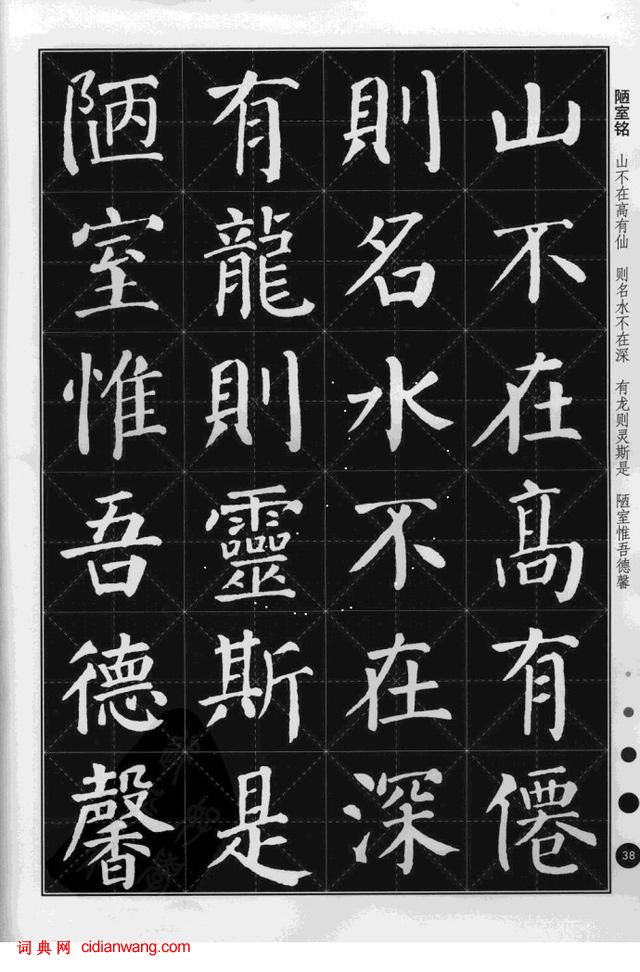 陋室铭 山不在高有仙 则名水不在深 有龙则灵斯是 陋室惟吾德馨
山不在高有僊
則名水不在深
有龍則靈斯是
陋室惟吾德馨
38
词典网 cidianwang.com